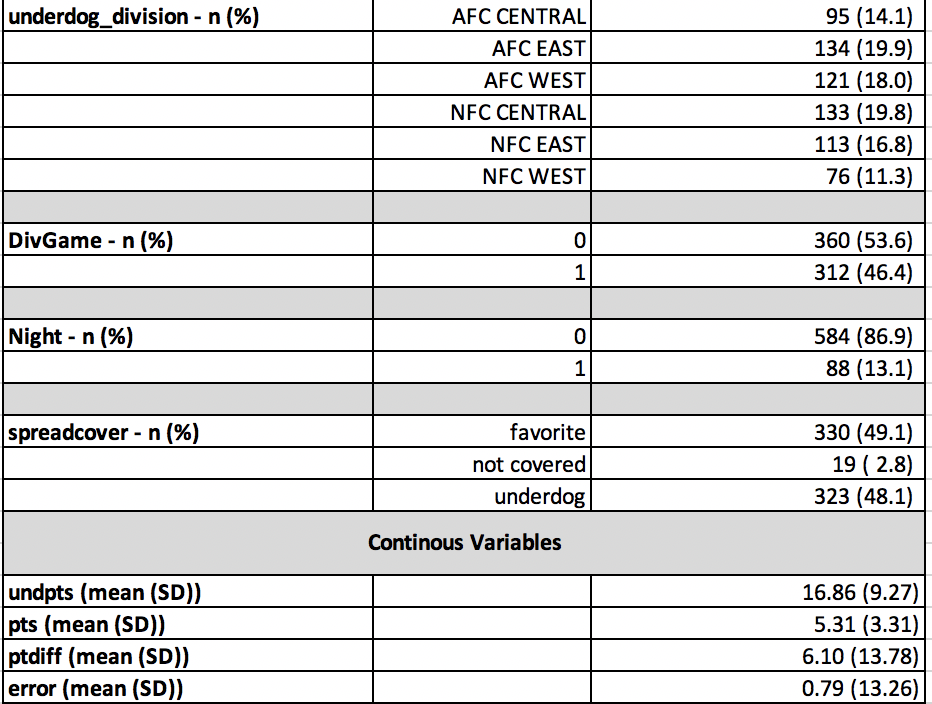 underdog_division - n (%) AFC CENTRAL 95 (14.1)
AFC EAST 134 (19.9)
AFC WEST 121 (18.0)
NFC CENTRAL 133 (19.8)
NFC EAST 113 (16.8)
NFC WEST 76 (11.3)
DivGame - n (%) 0 360 (53.6)
1 312 (46.4)
Night - n (%) 0 584 (86.9)
1 88 (13.1)
spreadcover - n (%) favorite 330 (49.1)
not covered 19 ( 2.8)
underdog 323 (48.1)
Continous Variables
undpts (mean (SD)) 16.86 (9.27)
pts (mean (SD)) 5.31 (3.31)
ptdiff (mean (SD)) 6.10 (13.78)
error (mean (SD)) 0.79 (13.26)